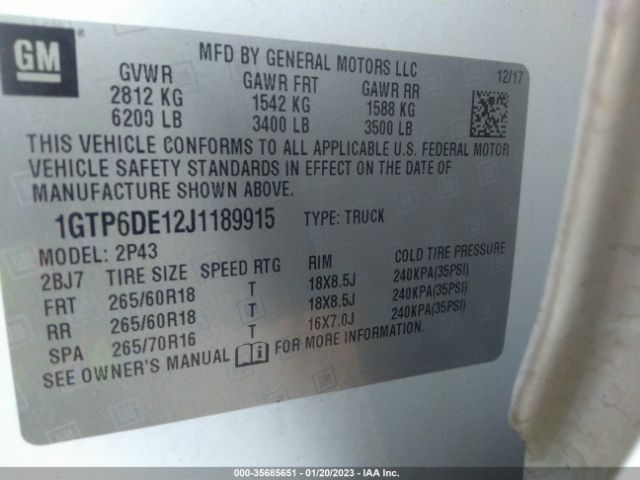 GM
MFD BY GENERAL MOTORS LLC
12/17
GVWR GAWR FRT GAWR RR
2812 KG 1542 KG 1588 KG
6200 LB 3400 LB 3500 LB
THIS VEHICLE CONFORMS TO ALL APPLICABLE U.S. FEDERAL MOTOR
VEHICLE SAFETY STANDARDS IN EFFECT ON THE DATE OF
MANUFACTURE SHOWN ABOVE.
1GTP6DE12J1189915 TYPE: TRUCK
MODEL: 2P43
2BJ7 TIRE SIZE SPEED RTG RIM COLD TIRE PRESSURE
FRT 265/60R18 T 18X8.5J 240KPA(35PSI)
RR 265/60R18 T 18X8.5J 240KPA(35PSI)
SPA 265/70R16 T 16X7.0J 240KPA(35PSI)
SEE OWNER'S MANUAL FOR MORE INFORMATION.
000-35685651 - 01/20/2023 - IAA Inc.